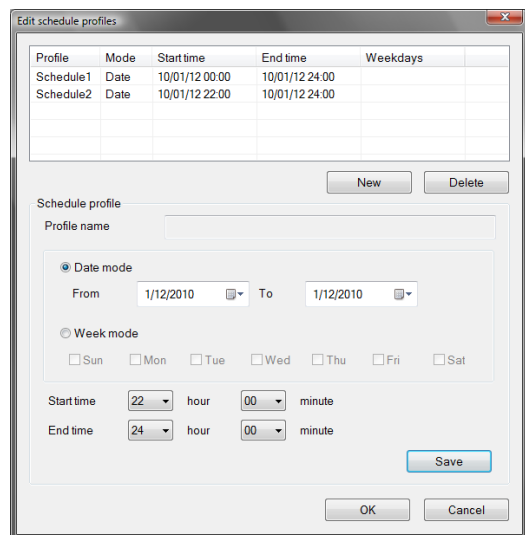 Edit schedule profiles
Profile Mode Start time End time Weekdays
Schedule1 Date 10/01/12 00:00 10/01/12 24:00
Schedule2 Date 10/01/12 22:00 10/01/12 24:00
New Delete
Schedule profile
Profile name
Date mode
From 1/12/2010 To 1/12/2010
Week mode
Sun Mon Tue Wed Thu Fri Sat
Start time 22 hour 00 minute
End time 24 hour 00 minute
Save
OK Cancel